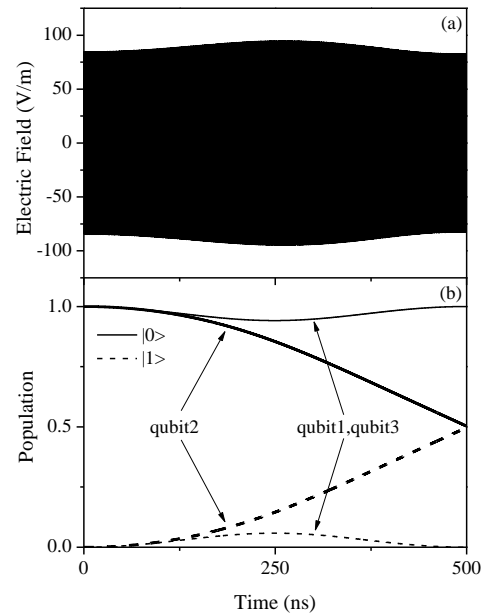 (a)
100
50
0
-50
-100
Electric Field (V/m)
(b)
1.0
|0>
|1>
qubit2
qubit1,qubit3
0.5
0.0
Population
0
250
500
Time (ns)